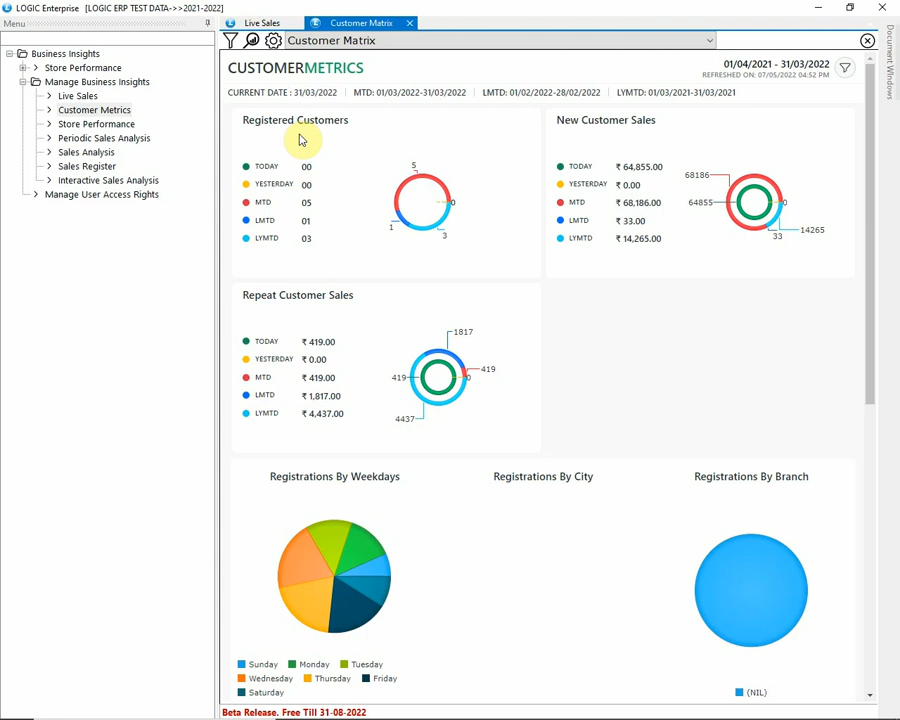 LOGIC Enterprise [LOGIC ERP TEST DATA->>2021-2022]
Menu
Business Insights
Store Performance
Manage Business Insights
Live Sales
Customer Metrics
Store Performance
Periodic Sales Analysis
Sales Analysis
Sales Register
Interactive Sales Analysis
Manage User Access Rights
Live Sales
Customer Matrix
Customer Matrix
Document Windows
CUSTOMERMETRICS
01/04/2021 - 31/03/2022
REFRESHED ON: 07/05/2022 04:52 PM
CURRENT DATE : 31/03/2022 MTD: 01/03/2022-31/03/2022 LMTD: 01/02/2022-28/02/2022 LYMTD: 01/03/2021-31/03/2021
Registered Customers
TODAY 00
YESTERDAY 00
MTD 05
LMTD 01
LYMTD 03
5
0
1
3
New Customer Sales
TODAY ₹ 64,855.00
YESTERDAY ₹ 0.00
MTD ₹ 68,186.00
LMTD ₹ 33.00
LYMTD ₹ 14,265.00
68186
64855
0
14265
33
Repeat Customer Sales
TODAY ₹ 419.00
YESTERDAY ₹ 0.00
MTD ₹ 419.00
LMTD ₹ 1,817.00
LYMTD ₹ 4,437.00
1817
419
419
0
4437
Registrations By Weekdays
Sunday Monday Tuesday
Wednesday Thursday Friday
Saturday
Registrations By City
Registrations By Branch
(NIL)
Beta Release. Free Till 31-08-2022